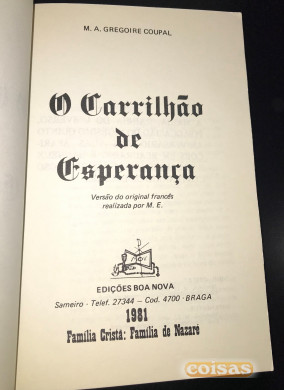 M. A. GREGOIRE COUPAL
O Carrilhão
de
Esperança
Versão do original francês
realizada por M. E.
EDIÇÕES BOA NOVA
Sameiro - Telef. 27344 - Cod. 4700 - BRAGA
1981
Família Cristã: Família de Nazaré
coisas